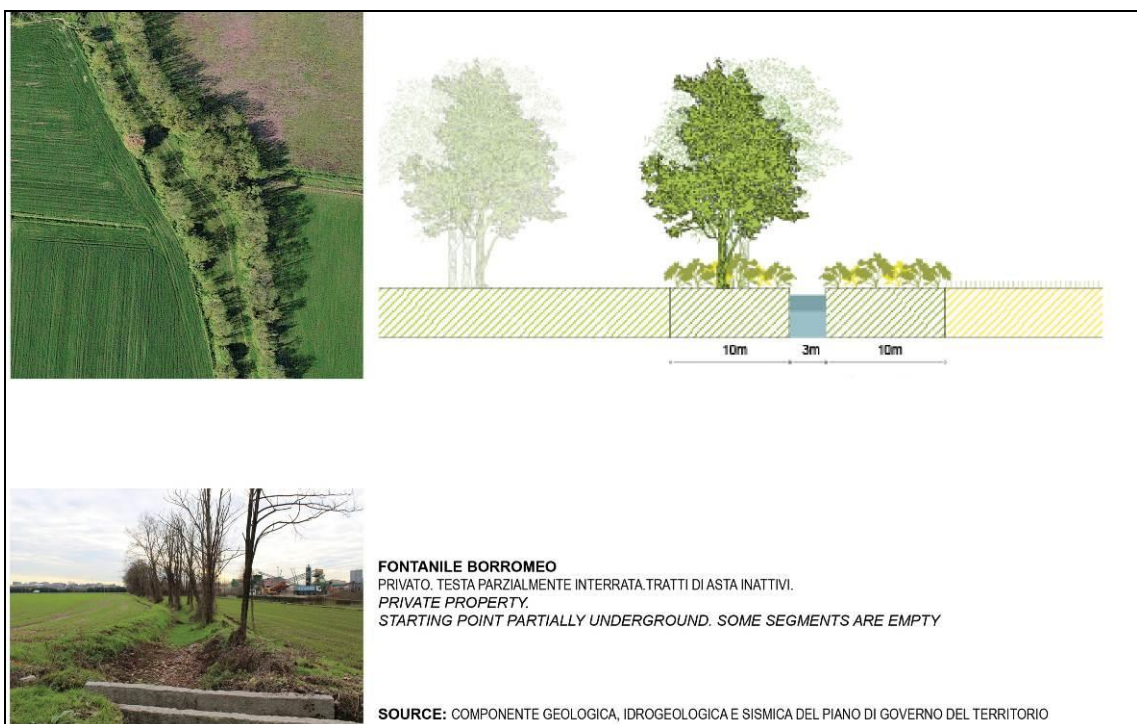 10m 3m 10m
FONTANILE BORROMEO
PRIVATO. TESTA PARZIALMENTE INTERRATA.TRATTI DI ASTA INATTIVI.
PRIVATE PROPERTY.
STARTING POINT PARTIALLY UNDERGROUND. SOME SEGMENTS ARE EMPTY
SOURCE: COMPONENTE GEOLOGICA, IDROGEOLOGICA E SISMICA DEL PIANO DI GOVERNO DEL TERRITORIO